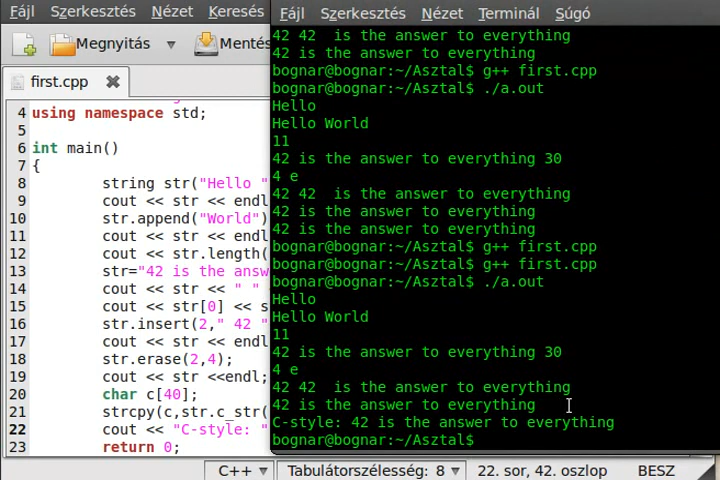 Fájl Szerkesztés Nézet Keresés
Megnyitás Menté
first.cpp
4 using namespace std;
5
6 int main()
7 {
8 string str("Hello "
9 cout << str << endl
10 str.append("World")
11 cout << str << endl
12 cout << str.length(
13 str="42 is the answ
14 cout << str << " "
15 cout << str[0] << s
16 str.insert(2," 42 "
17 cout << str << endl
18 str.erase(2,4);
19 cout << str <<endl;
20 char c[40];
21 strcpy(c,str.c_str(
22 cout << "C-style: "
23 return 0;
C++ Tabulátorszélesség: 8 22. sor, 42. oszlop BESZ
Fájl Szerkesztés Nézet Terminál Súgó
42 42  is the answer to everything
42 is the answer to everything
bognar@bognar:~/Asztal$ g++ first.cpp
bognar@bognar:~/Asztal$ ./a.out
Hello
Hello World
11
42 is the answer to everything 30
4 e
42 42  is the answer to everything
42 is the answer to everything
42 is the answer to everything
bognar@bognar:~/Asztal$ g++ first.cpp
bognar@bognar:~/Asztal$ g++ first.cpp
bognar@bognar:~/Asztal$ ./a.out
Hello
Hello World
11
42 is the answer to everything 30
4 e
42 42  is the answer to everything
42 is the answer to everything
C-style: 42 is the answer to everything
bognar@bognar:~/Asztal$